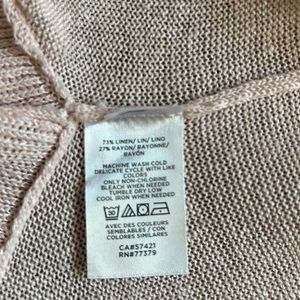 73% LINEN/ LIN/ LINO
27% RAYON/ RAYONNE/
RAYÓN
MACHINE WASH COLD
DELICATE CYCLE WITH LIKE
COLORS
ONLY NON-CHLORINE
BLEACH WHEN NEEDED
TUMBLE DRY LOW
COOL IRON WHEN NEEDED
30
AVEC DES COULEURS
SEMBLABLES / CON
COLORES SIMILARES
CA#57421
RN#77379